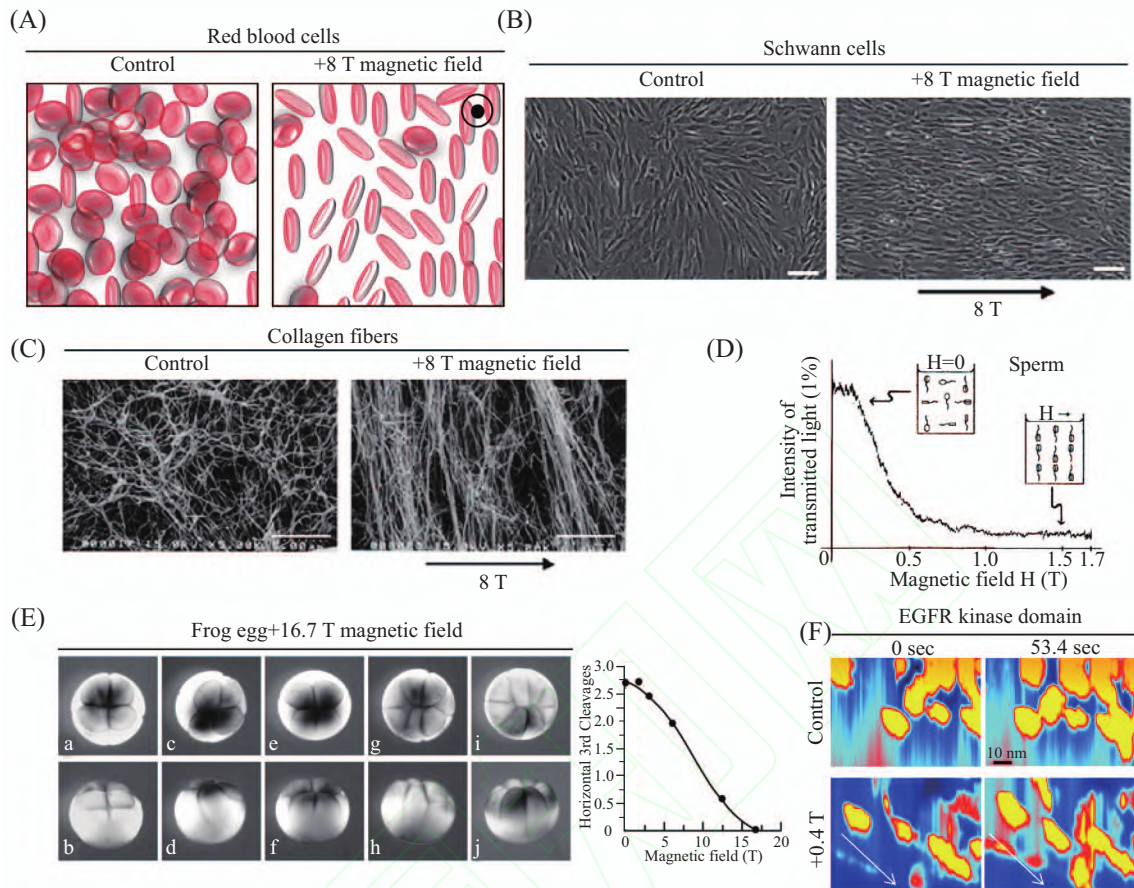 (A)
Red blood cells
Control
+8 T magnetic field
(B)
Schwann cells
Control
+8 T magnetic field
8 T
(C)
Collagen fibers
Control
+8 T magnetic field
8 T
(D)
H=0
Sperm
H →
Intensity of
transmitted light (1%)
0
0.5
1.0
1.5
1.7
Magnetic field H (T)
(E)
Frog egg+16.7 T magnetic field
a
c
e
g
i
b
d
f
h
j
Horizontal 3rd Cleavages
3.0
2.5
2.0
1.5
1.0
0.5
0
0
5
10
15
20
Magnetic field (T)
(F)
EGFR kinase domain
0 sec
53.4 sec
Control
10 nm
+0.4 T